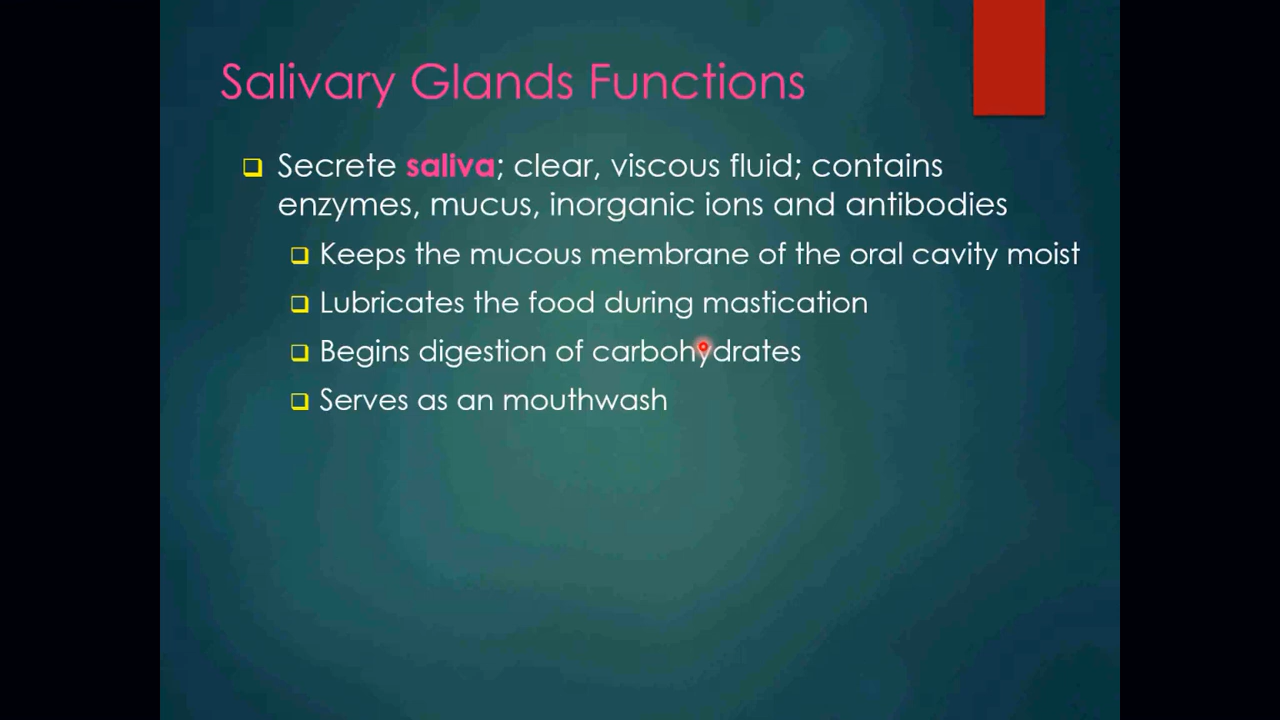 Salivary Glands Functions
Secrete saliva; clear, viscous fluid; contains
enzymes, mucus, inorganic ions and antibodies
Keeps the mucous membrane of the oral cavity moist
Lubricates the food during mastication
Begins digestion of carbohydrates
Serves as an mouthwash